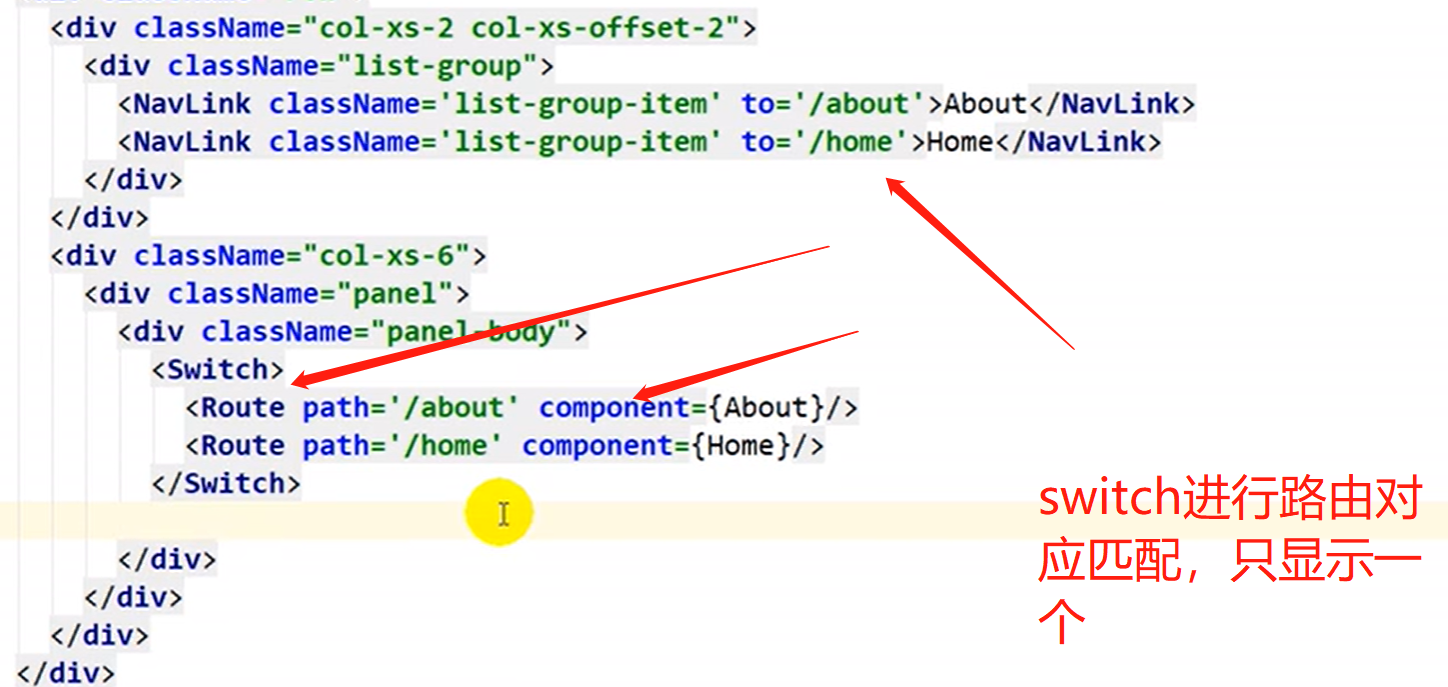 <div className="col-xs-2 col-xs-offset-2">
<div className="list-group">
<NavLink className='list-group-item' to='/about'>About</NavLink>
<NavLink className='list-group-item' to='/home'>Home</NavLink>
</div>
</div>
<div className="col-xs-6">
<div className="panel">
<div className="panel-body">
<Switch>
<Route path='/about' component={About}/>
<Route path='/home' component={Home}/>
</Switch>
</div>
</div>
</div>
</div>
switch进行路由对
应匹配，只显示一
个